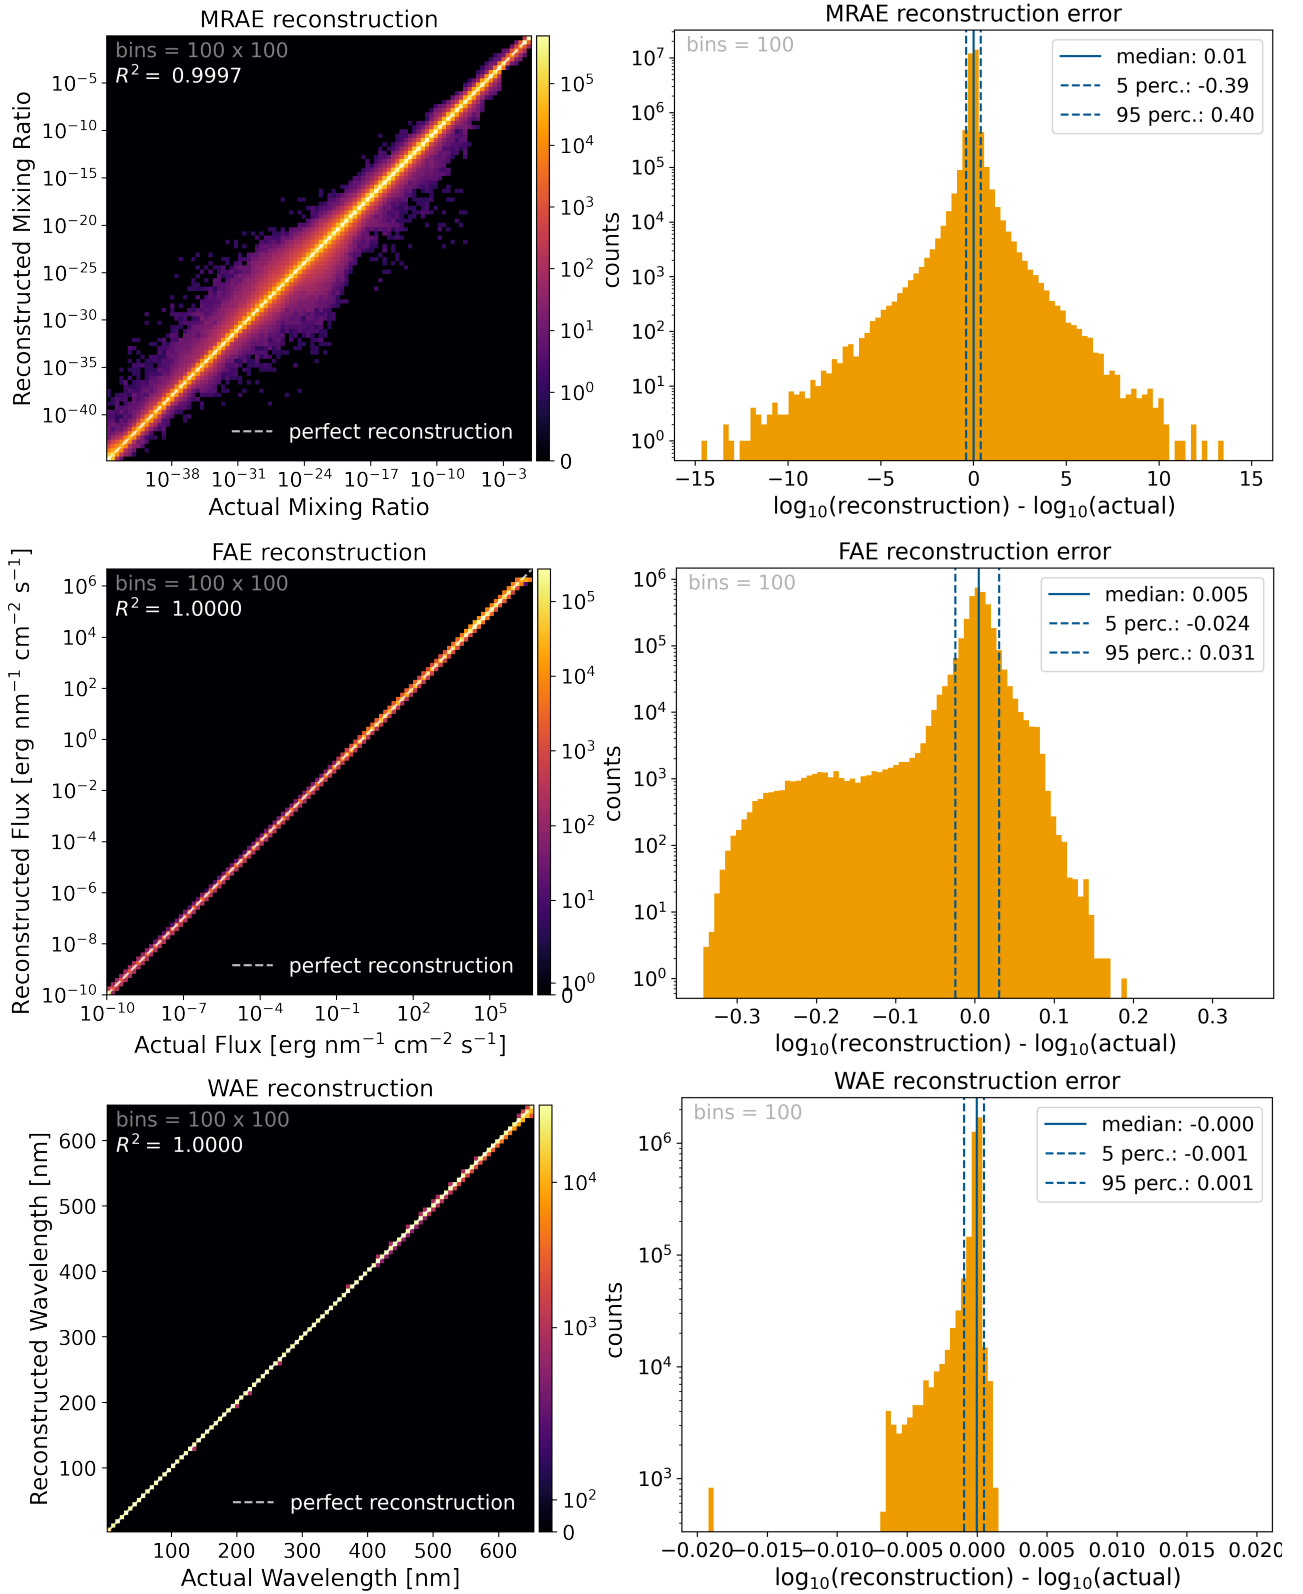 MRAE reconstruction
bins = 100 x 100
R² = 0.9997
Reconstructed Mixing Ratio
10⁻⁵
10⁻¹⁰
10⁻¹⁵
10⁻²⁰
10⁻²⁵
10⁻³⁰
10⁻³⁵
10⁻⁴⁰
perfect reconstruction
10⁻³⁸ 10⁻³¹ 10⁻²⁴ 10⁻¹⁷ 10⁻¹⁰ 10⁻³
Actual Mixing Ratio
10⁵
10⁴
10³
10²
10¹
10⁰
0
MRAE reconstruction error
bins = 100
median: 0.01
5 perc.: -0.39
95 perc.: 0.40
counts
10⁷
10⁶
10⁵
10⁴
10³
10²
10¹
10⁰
−15 −10 −5 0 5 10 15
log₁₀(reconstruction) - log₁₀(actual)
FAE reconstruction
bins = 100 x 100
R² = 1.0000
Reconstructed Flux [erg nm⁻¹ cm⁻² s⁻¹]
10⁶
10⁴
10²
10⁰
10⁻²
10⁻⁴
10⁻⁶
10⁻⁸
10⁻¹⁰
perfect reconstruction
10⁻¹⁰ 10⁻⁷ 10⁻⁴ 10⁻¹ 10² 10⁵
Actual Flux [erg nm⁻¹ cm⁻² s⁻¹]
10⁵
10⁴
10³
10²
10¹
10⁰
0
FAE reconstruction error
bins = 100
median: 0.005
5 perc.: -0.024
95 perc.: 0.031
counts
10⁶
10⁵
10⁴
10³
10²
10¹
10⁰
−0.3 −0.2 −0.1 0.0 0.1 0.2 0.3
log₁₀(reconstruction) - log₁₀(actual)
WAE reconstruction
bins = 100 x 100
R² = 1.0000
Reconstructed Wavelength [nm]
600
500
400
300
200
100
perfect reconstruction
100 200 300 400 500 600
Actual Wavelength [nm]
10⁴
10³
10²
0
WAE reconstruction error
bins = 100
median: -0.000
5 perc.: -0.001
95 perc.: 0.001
counts
10⁶
10⁵
10⁴
10³
−0.020 −0.015 −0.010 −0.005 0.000 0.005 0.010 0.015 0.020
log₁₀(reconstruction) - log₁₀(actual)